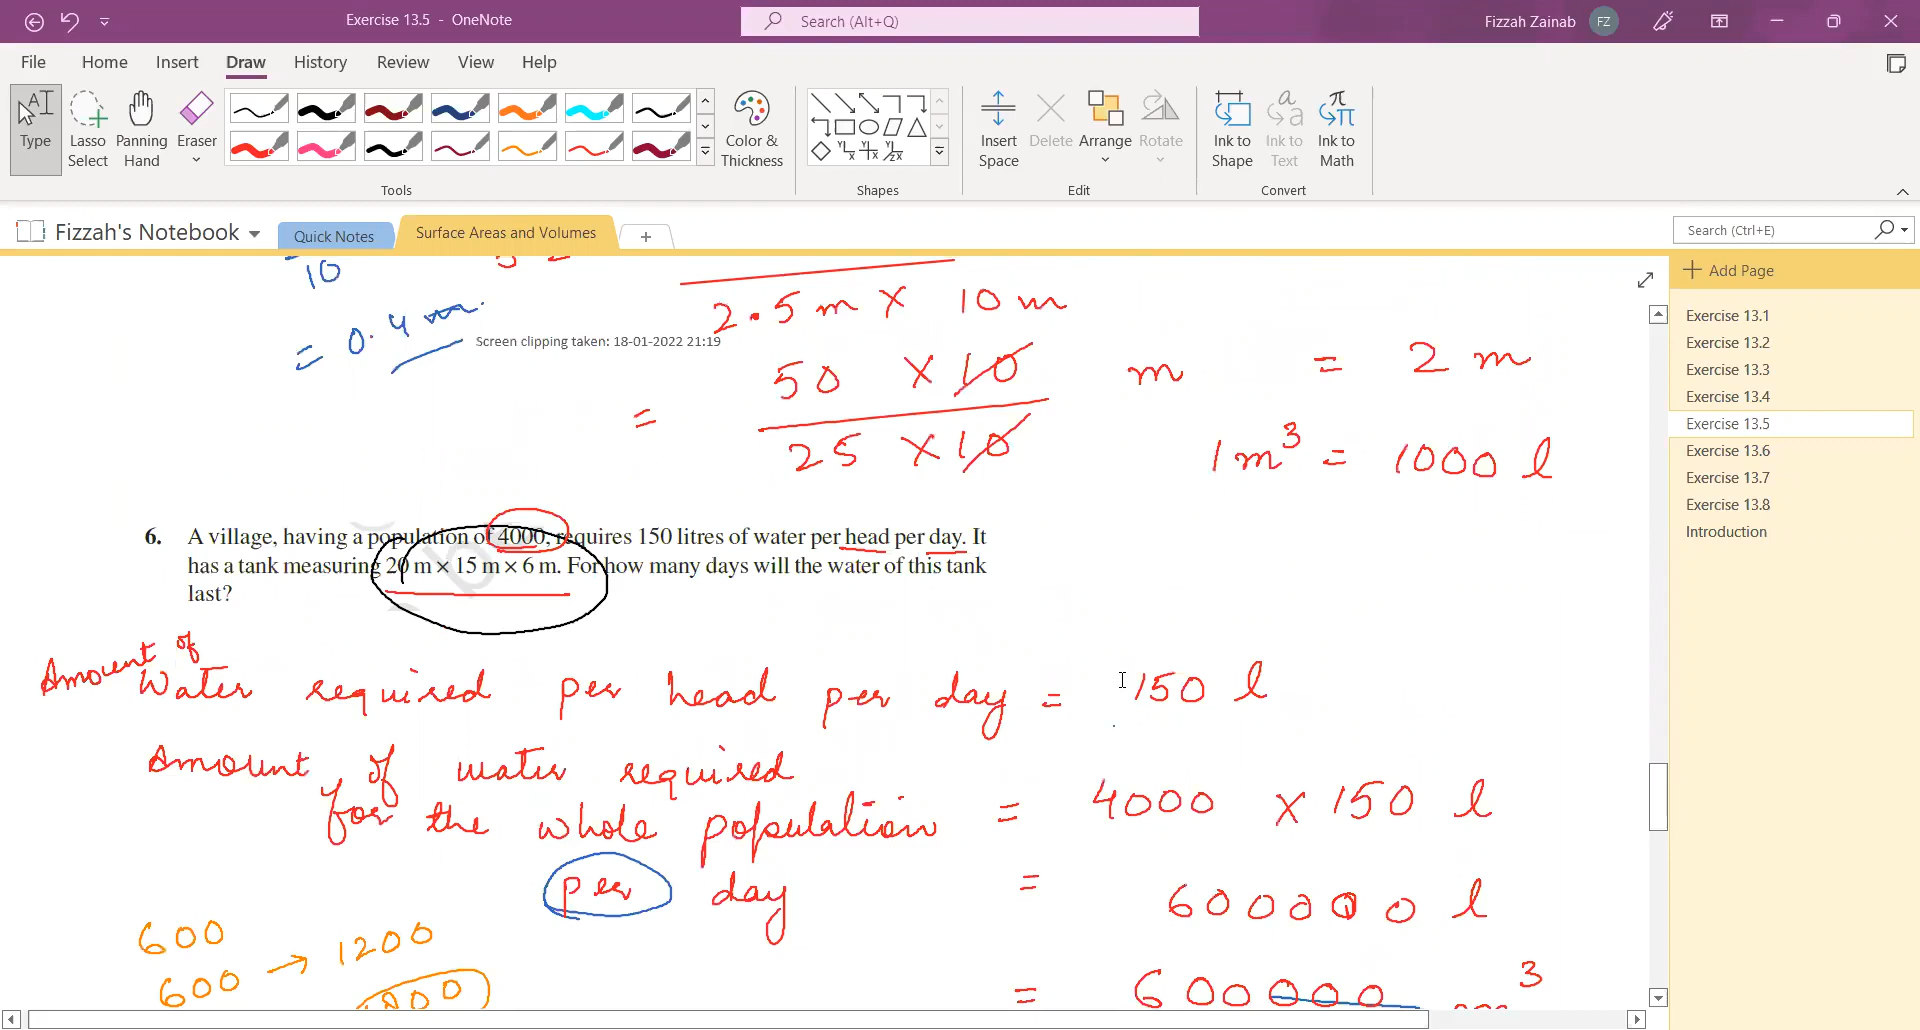 Exercise 13.5 - OneNote
Search (Alt+Q)
Fizzah Zainab
FZ
File Home Insert Draw History Review View Help
Type
Lasso Select
Panning Hand
Eraser
Color & Thickness
Insert Space
Delete
Arrange
Rotate
Ink to Shape
Ink to Text
Ink to Math
Tools
Shapes
Edit
Convert
Fizzah's Notebook
Quick Notes
Surface Areas and Volumes
Search (Ctrl+E)
Add Page
Exercise 13.1
Exercise 13.2
Exercise 13.3
Exercise 13.4
Exercise 13.5
Exercise 13.6
Exercise 13.7
Exercise 13.8
Introduction
10
= 0.4 m.
Screen clipping taken: 18-01-2022 21:19
2.5 m × 10 m
= 50 × 10 m = 2 m
25 × 10
1 m³ = 1000 l
6. A village, having a population of 4000, requires 150 litres of water per head per day. It
has a tank measuring 20 m × 15 m × 6 m. For how many days will the water of this tank
last?
Amount of
Water required per head per day = 150 l
Amount of water required
for the whole population = 4000 × 150 l
per day = 600000 l
600
600 → 1200
= 600000 m³